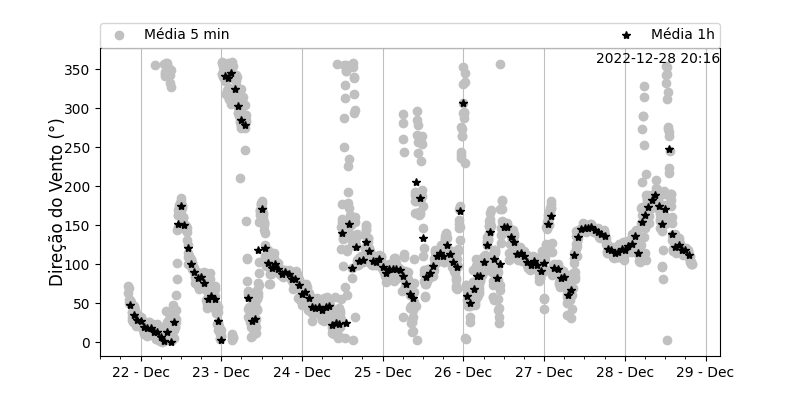 Média 5 min
Média 1h
2022-12-28 20:16
Direção do Vento (°)
350
300
250
200
150
100
50
0
22 - Dec
23 - Dec
24 - Dec
25 - Dec
26 - Dec
27 - Dec
28 - Dec
29 - Dec